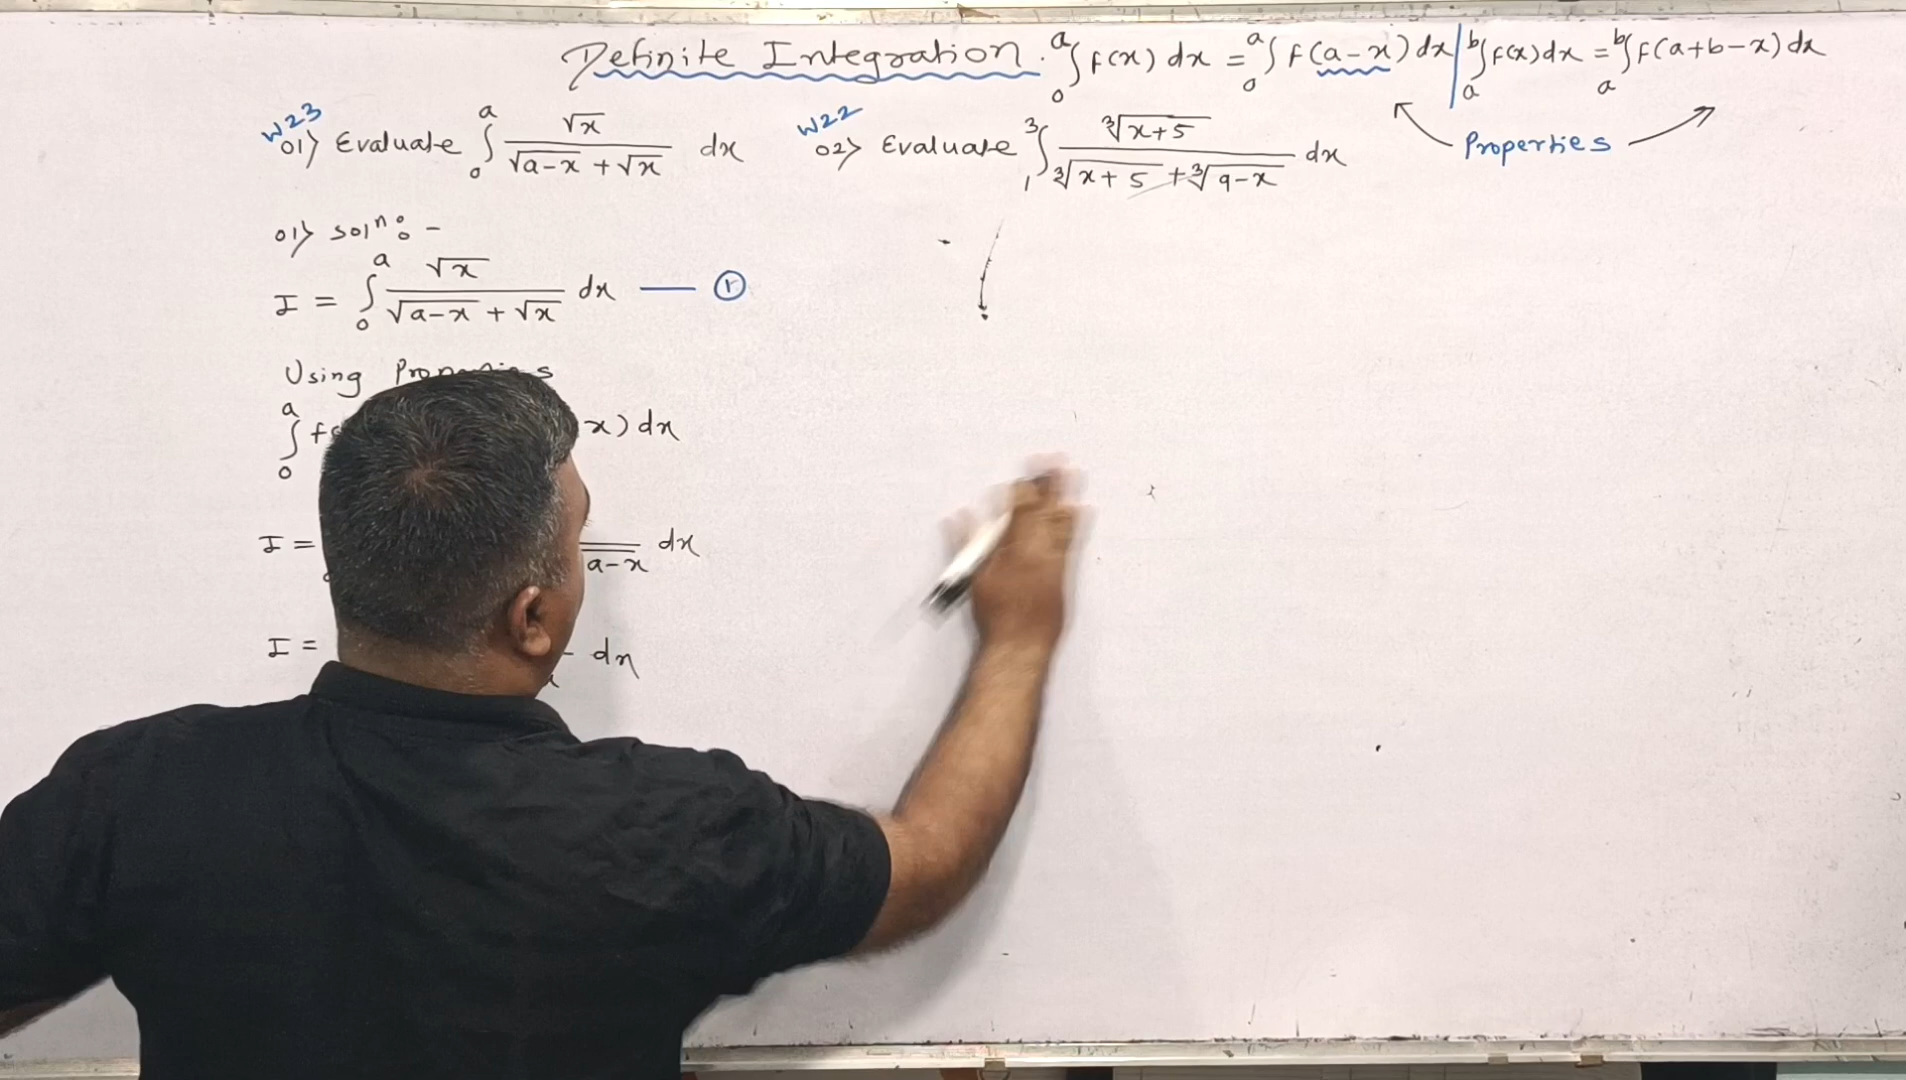 Definite Integration. ₀ᵃ∫ f(x) dx = ₀ᵃ∫ f(a-x) dx | ₐᵇ∫ f(x) dx = ₐᵇ∫ f(a+b-x) dx
Properties
W23
01) Evaluate ₀ᵃ∫ √x / (√(a-x) + √x) dx
W22
02) Evaluate ₁³∫ ∛(x+5) / (∛(x+5) + ∛(9-x)) dx
01) Solⁿ: -
I = ₀ᵃ∫ √x / (√(a-x) + √x) dx — ①
Using
₀ᵃ∫ f x) dx
I = a-x dx
I = dx